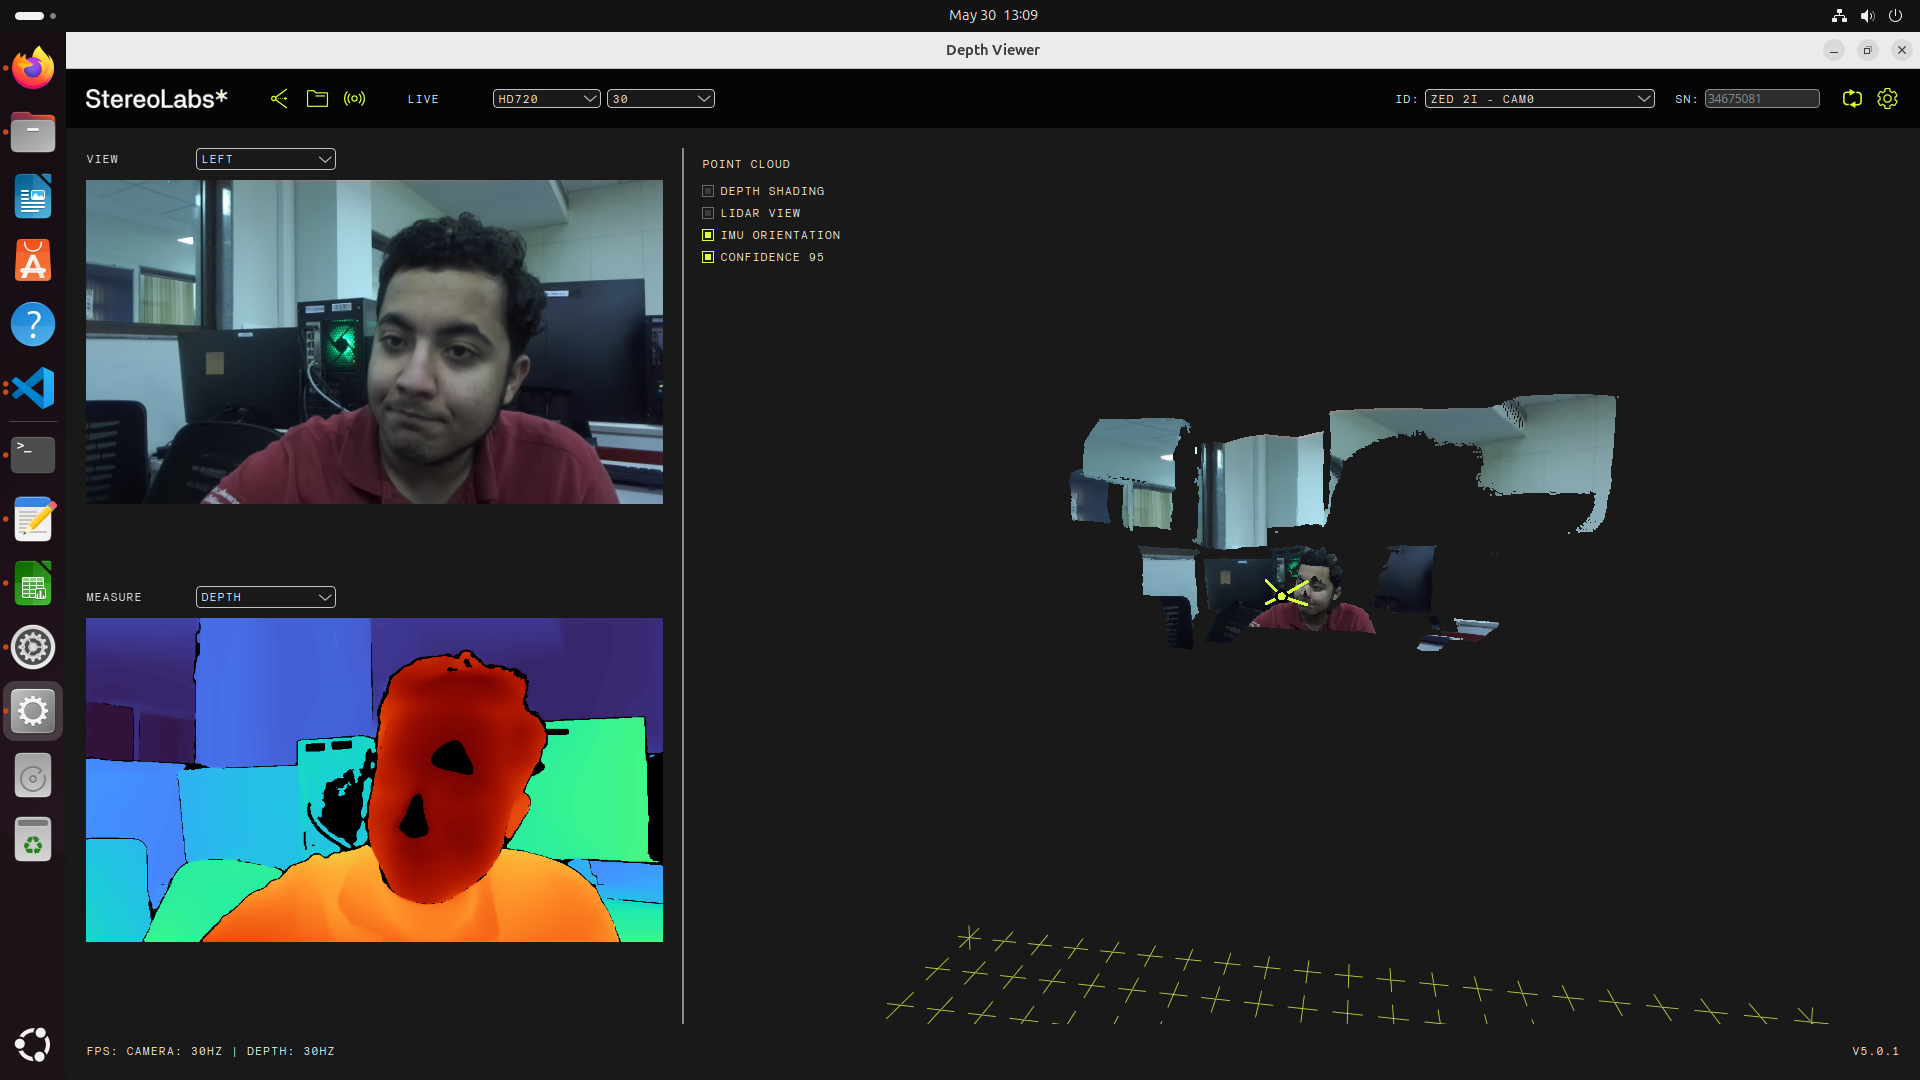 May 30 13:09
Depth Viewer
StereoLabs*
LIVE
HD720
30
ID:
ZED 2I - CAM0
SN:
34675081
VIEW
LEFT
POINT CLOUD
DEPTH SHADING
LIDAR VIEW
IMU ORIENTATION
CONFIDENCE 95
MEASURE
DEPTH
FPS: CAMERA: 30HZ | DEPTH: 30HZ
V5.0.1